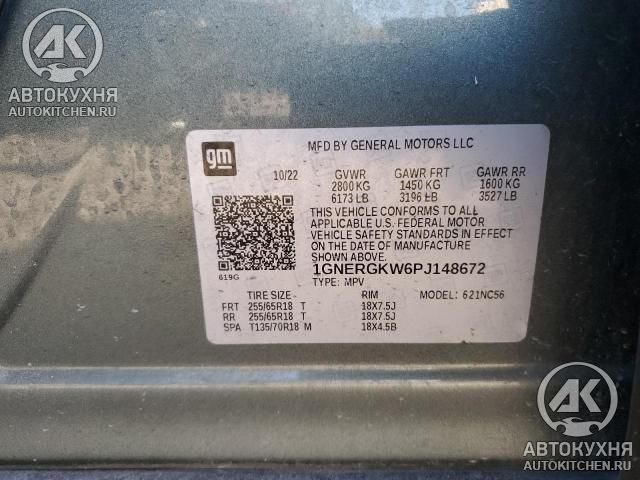 AK
АВТОКУХНЯ
AUTOKITCHEN.RU
gm
MFD BY GENERAL MOTORS LLC
10/22 GVWR GAWR FRT GAWR RR
2800 KG 1450 KG 1600 KG
6173 LB 3196 LB 3527 LB
THIS VEHICLE CONFORMS TO ALL
APPLICABLE U.S. FEDERAL MOTOR
VEHICLE SAFETY STANDARDS IN EFFECT
ON THE DATE OF MANUFACTURE
SHOWN ABOVE.
1GNERGKW6PJ148672
619G TYPE: MPV
TIRE SIZE RIM MODEL: 621NC56
FRT 255/65R18 T 18X7.5J
RR 255/65R18 T 18X7.5J
SPA T135/70R18 M 18X4.5B
AK
АВТОКУХНЯ
AUTOKITCHEN.RU